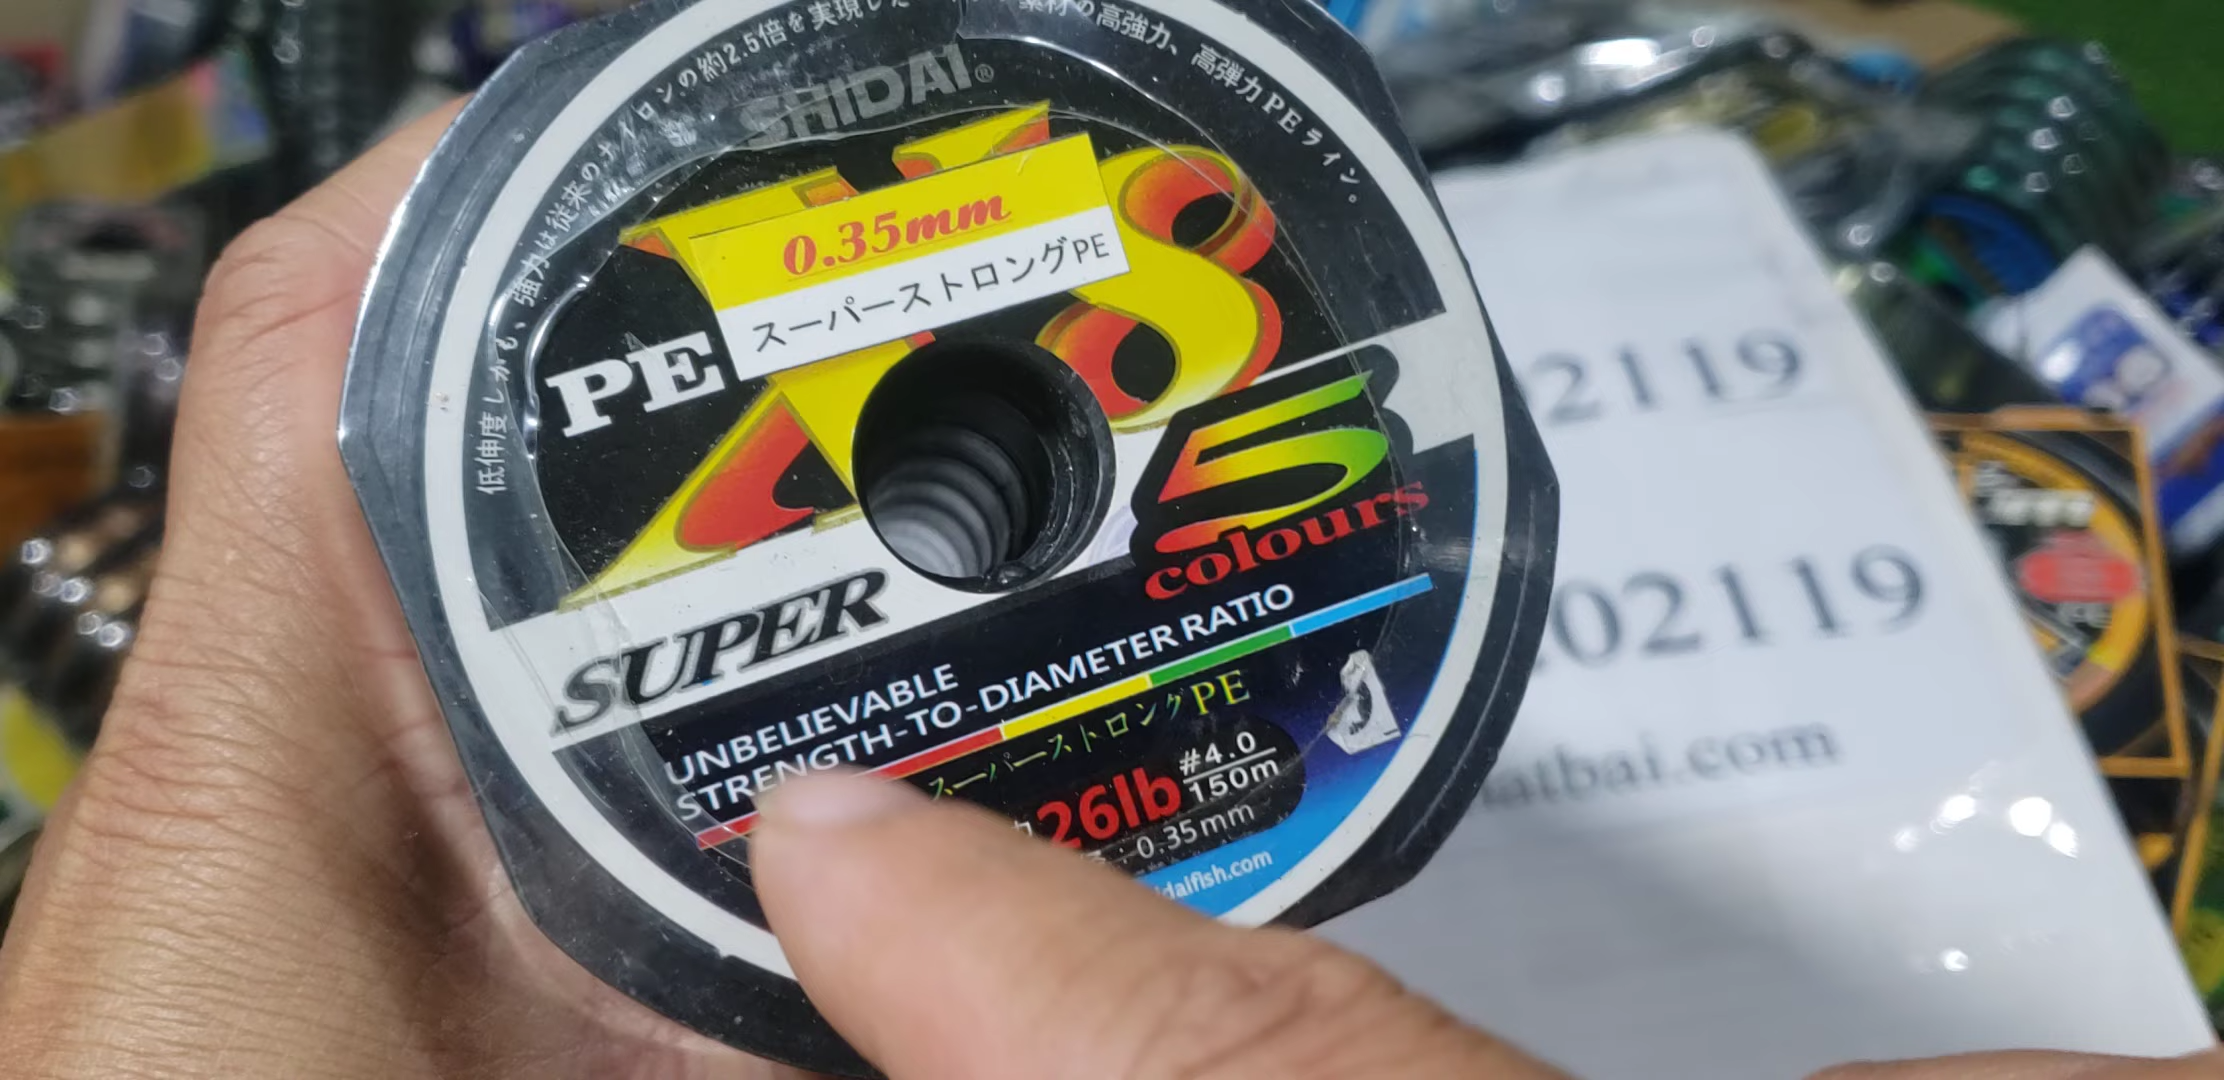 低伸度しかも、強力は従来のナイロンの約2.5倍を実現した
素材の高強力、高弾力PEライン。
SHIDAI®
X8
0.35mm
スーパーストロングPE
PE
5
colours
SUPER
UNBELIEVABLE
STRENGTH-TO-DIAMETER RATIO
スーパーストロングPE
26lb
#4.0
150m
0.35mm
idaifish.com
02119
02119
atbai.com